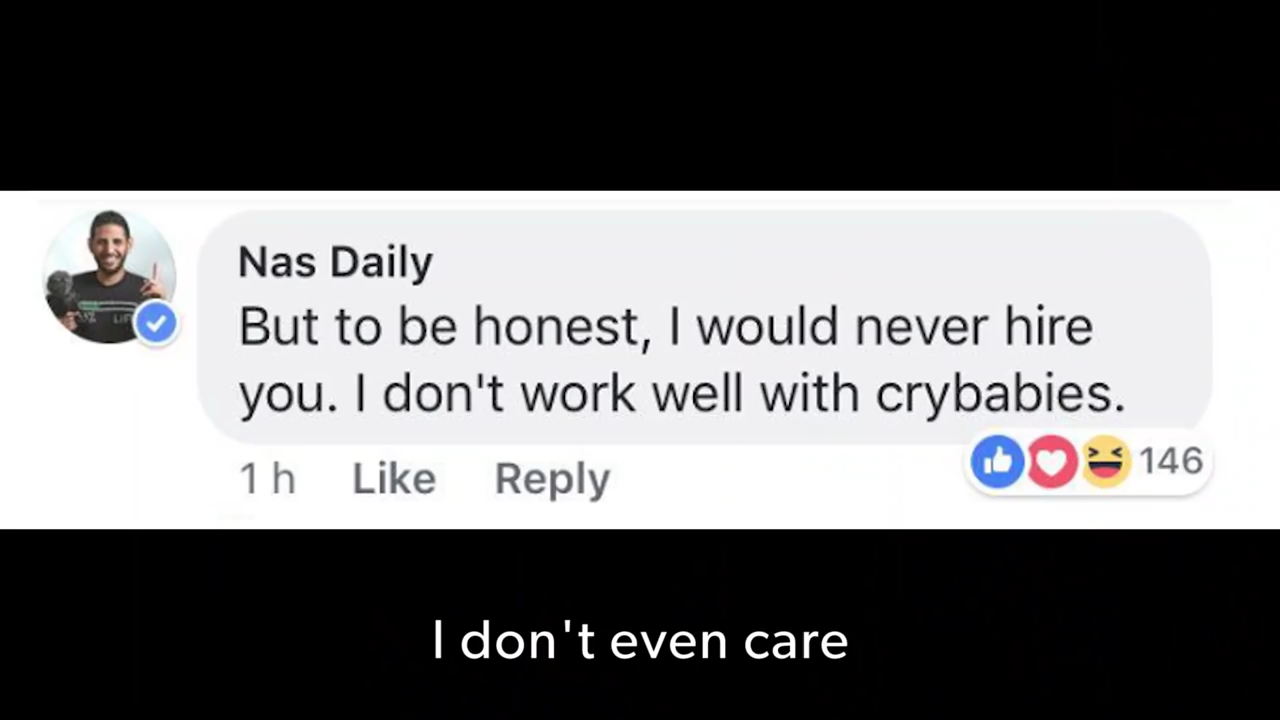 Nas Daily
But to be honest, I would never hire
you. I don't work well with crybabies.
1 h Like Reply 146
I don't even care